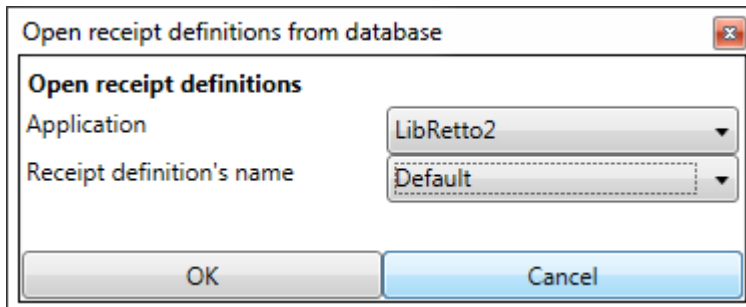 Open receipt definitions from database
Open receipt definitions
Application LibRetto2
Receipt definition's name Default
OK Cancel